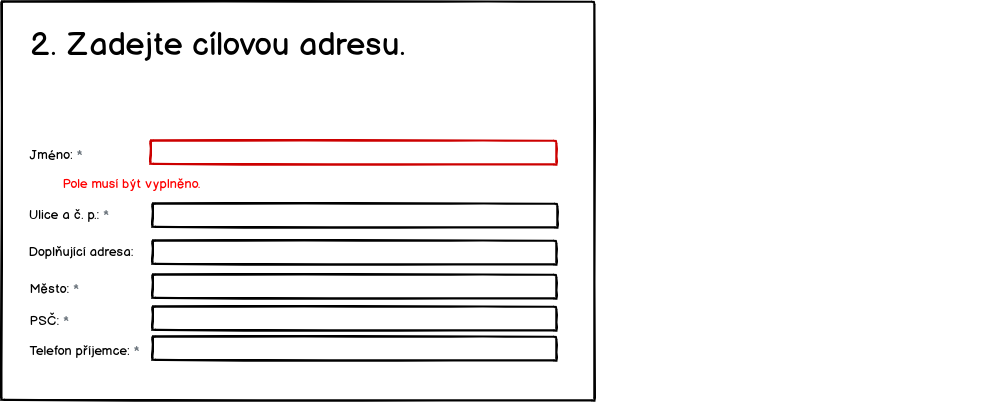 2. Zadejte cílovou adresu.
Jméno: *
Pole musí být vyplněno.
Ulice a č. p.: *
Doplňující adresa:
Město: *
PSČ: *
Telefon příjemce: *